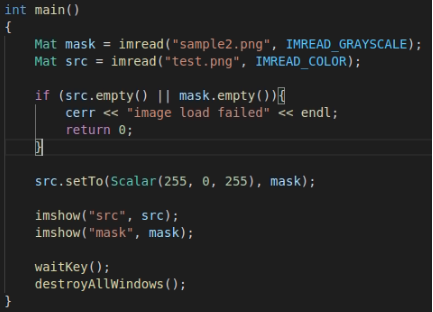 int main()
{
    Mat mask = imread("sample2.png", IMREAD_GRAYSCALE);
    Mat src = imread("test.png", IMREAD_COLOR);

    if (src.empty() || mask.empty()){
        cerr << "image load failed" << endl;
        return 0;
    }

    src.setTo(Scalar(255, 0, 255), mask);

    imshow("src", src);
    imshow("mask", mask);

    waitKey();
    destroyAllWindows();
}